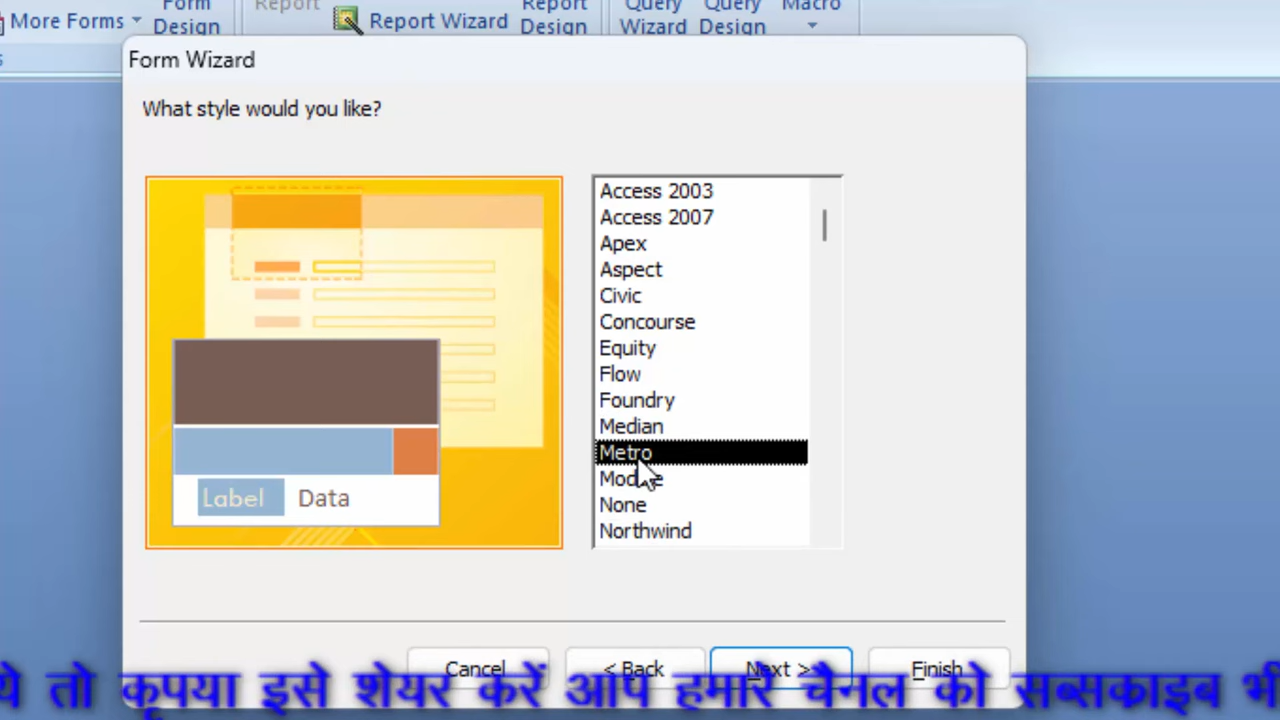 More Forms
Form
Design
Report
Report Wizard
Report
Design
Query
Wizard
Query
Design
Macro
Form Wizard
What style would you like?
Access 2003
Access 2007
Apex
Aspect
Civic
Concourse
Equity
Flow
Foundry
Median
Metro
None
Northwind
Label Data
Cancel < Back Next > Finish
ये तो कृपया इसे शेयर करें आप हमारे चैनल को सब्सक्राइब भी